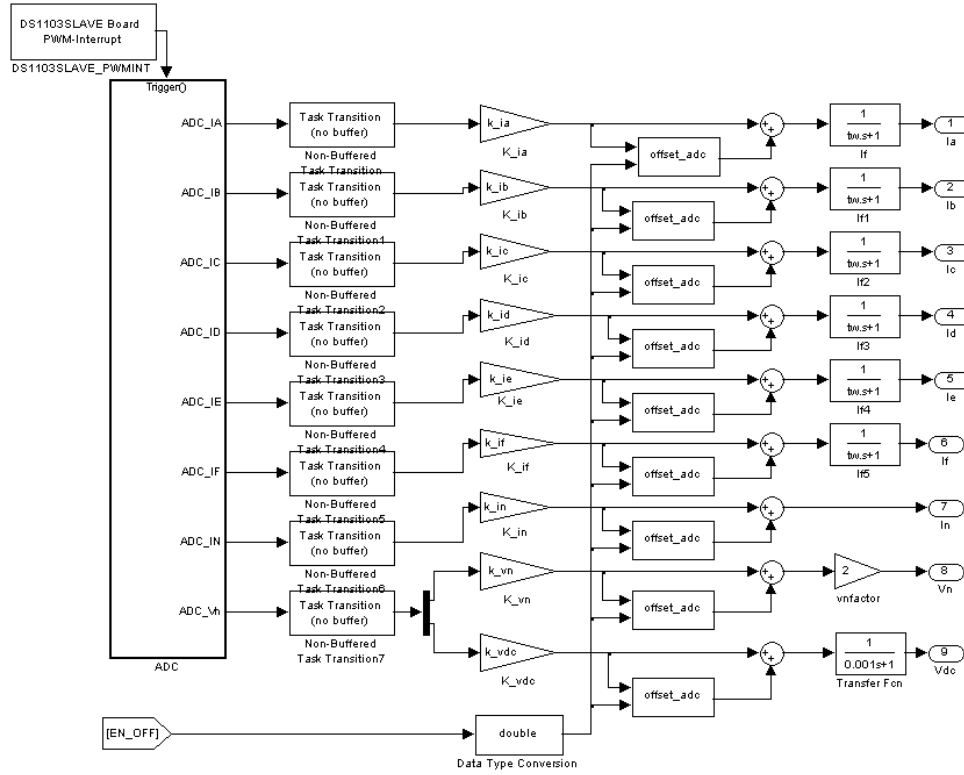 DS1103SLAVE Board
PWM-Interrupt
DS1103SLAVE_PWMINT
Trigger()
ADC_IA
Task Transition
(no buffer)
Non-Buffered
Task Transition
k_ia
K_ia
offset_adc
+
+
1
tw.s+1
If
1
Ia
ADC_IB
Task Transition
(no buffer)
Non-Buffered
Task Transition1
k_ib
K_ib
offset_adc
+
+
1
tw.s+1
If1
2
Ib
ADC_IC
Task Transition
(no buffer)
Non-Buffered
Task Transition2
k_ic
K_ic
offset_adc
+
+
1
tw.s+1
If2
3
Ic
ADC_ID
Task Transition
(no buffer)
Non-Buffered
Task Transition3
k_id
K_id
offset_adc
+
+
1
tw.s+1
If3
4
Id
ADC_IE
Task Transition
(no buffer)
Non-Buffered
Task Transition4
k_ie
K_ie
offset_adc
+
+
1
tw.s+1
If4
5
Ie
ADC_IF
Task Transition
(no buffer)
Non-Buffered
Task Transition5
k_if
K_if
offset_adc
+
+
1
tw.s+1
If5
6
If
ADC_IN
Task Transition
(no buffer)
Non-Buffered
Task Transition6
k_in
K_in
offset_adc
+
+
7
In
ADC_Vn
Task Transition
(no buffer)
Non-Buffered
Task Transition7
k_vn
K_vn
offset_adc
+
+
2
vnfactor
8
Vn
k_vdc
K_vdc
offset_adc
+
+
1
0.001s+1
Transfer Fcn
9
Vdc
ADC
[EN_OFF]
double
Data Type Conversion